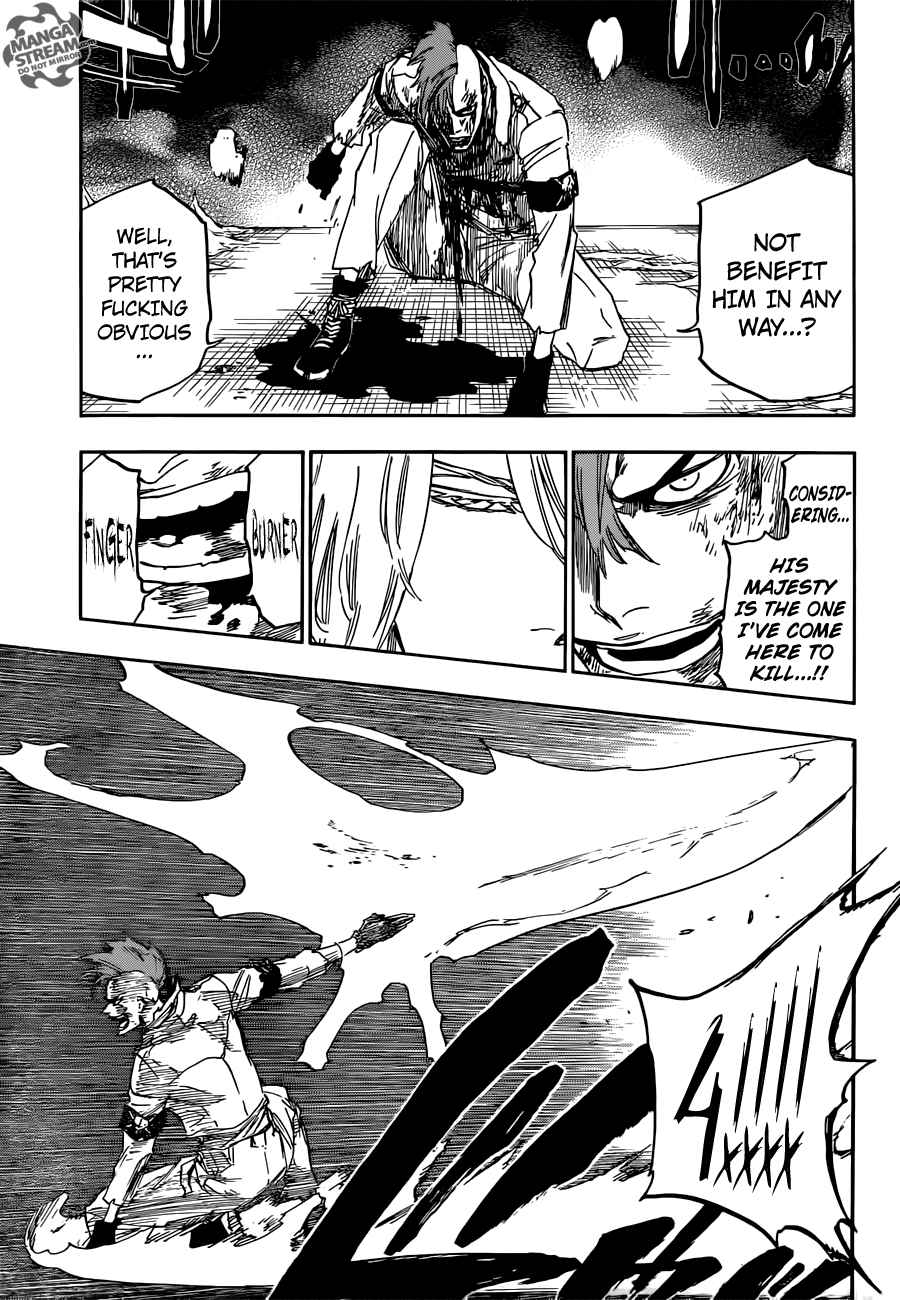 MANGA
STREAM
DO NOT MIRROR
NOT
BENEFIT
HIM IN ANY
WAY...?
WELL,
THAT'S
PRETTY
FUCKING
OBVIOUS
...
CONSID-
ERING...
HIS
MAJESTY
IS THE ONE
I'VE COME
HERE TO
KILL...!!
BURNER
FINGER
4
!!!!